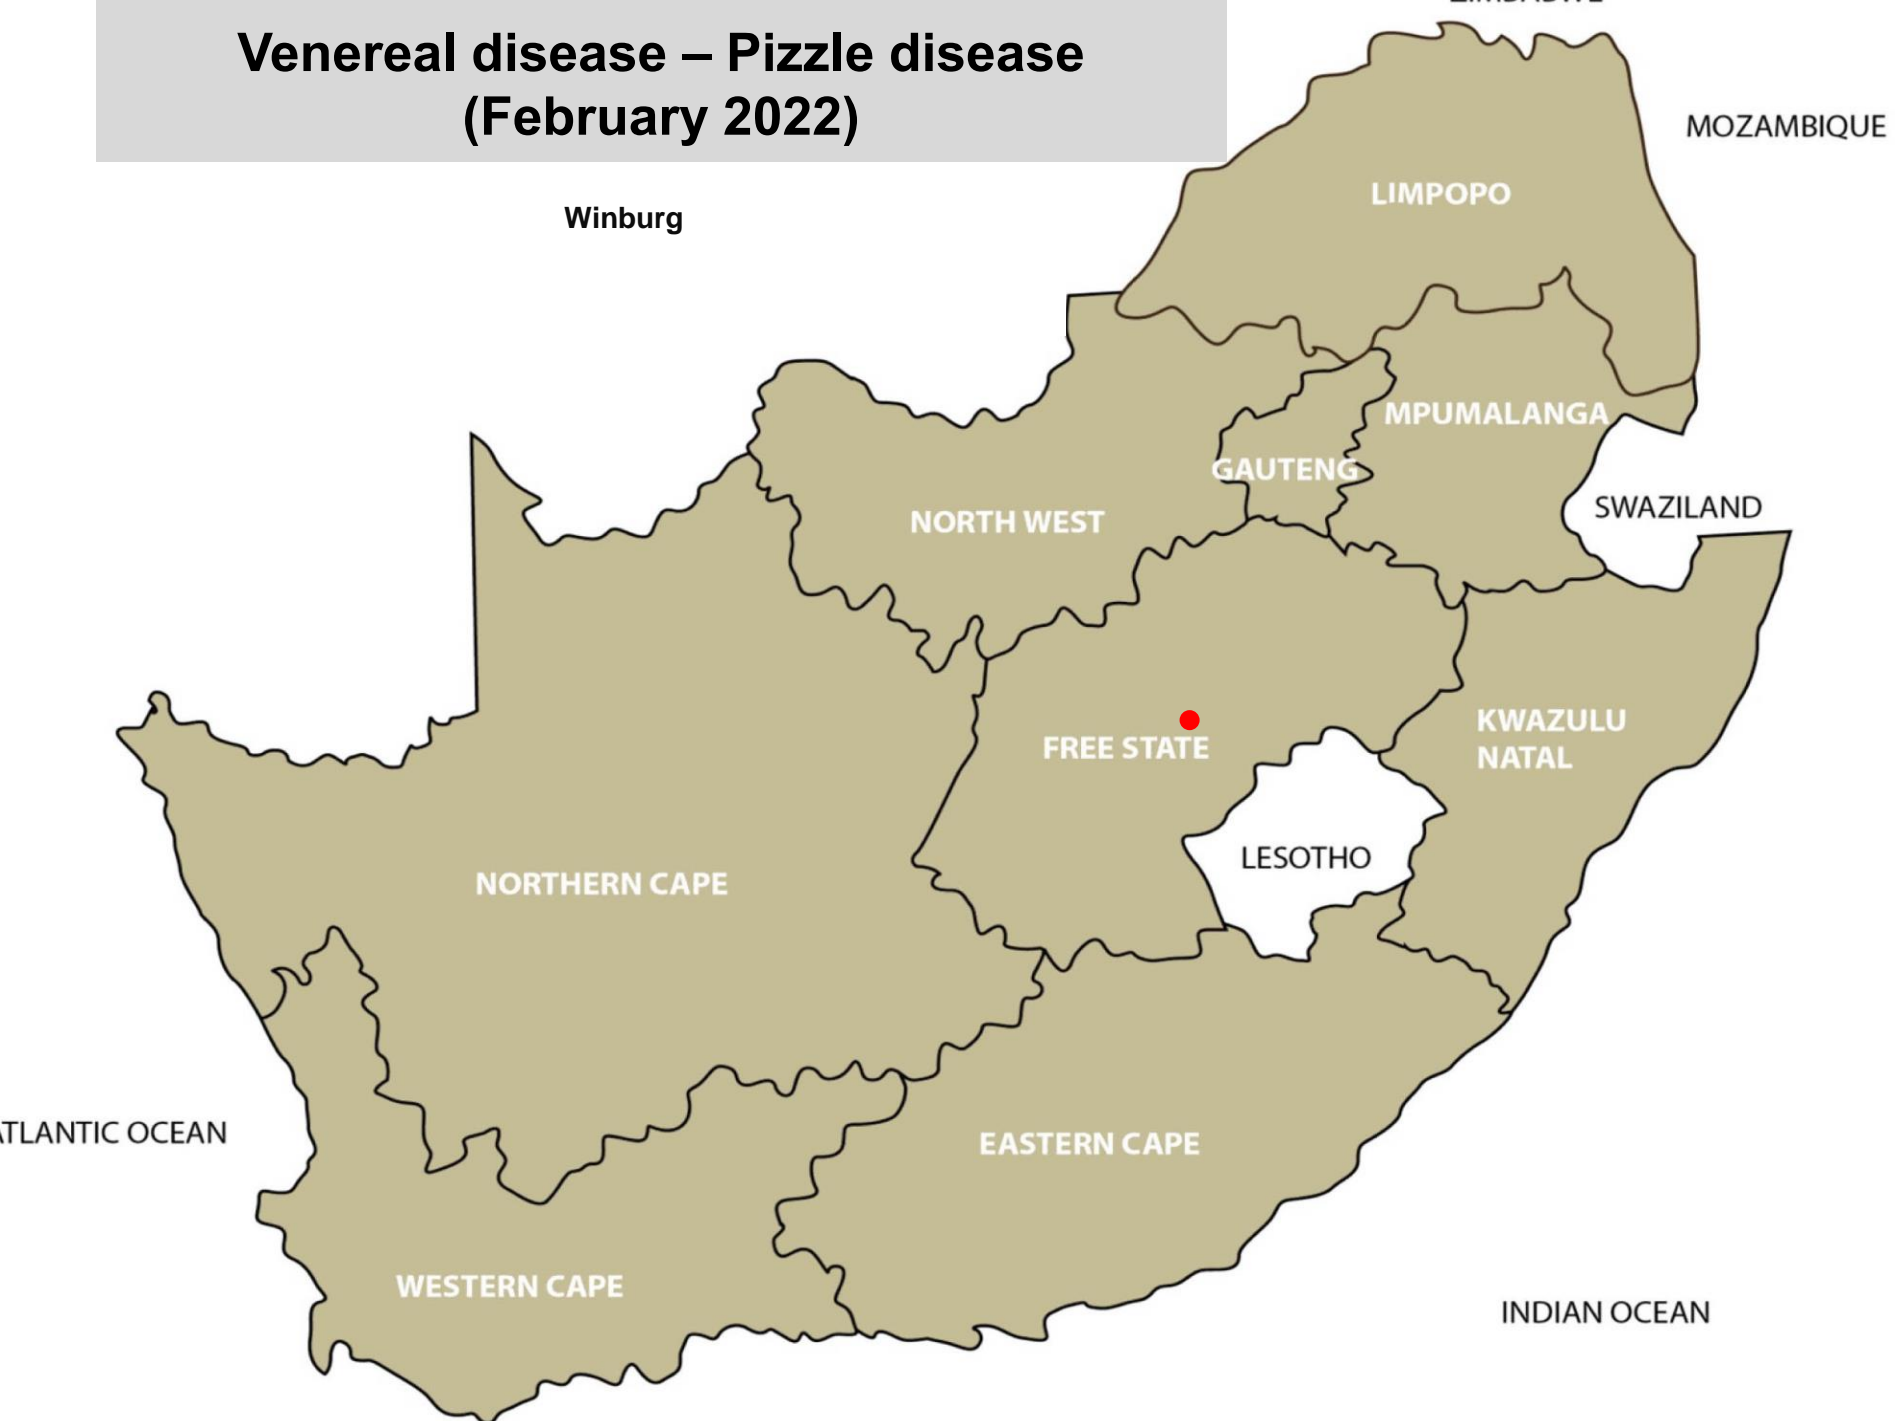 Venereal disease – Pizzle disease
(February 2022)
MOZAMBIQUE
LIMPOPO
Winburg
MPUMALANGA
GAUTENG
SWAZILAND
NORTH WEST
KWAZULU
NATAL
FREE STATE
LESOTHO
NORTHERN CAPE
ATLANTIC OCEAN
EASTERN CAPE
WESTERN CAPE
INDIAN OCEAN